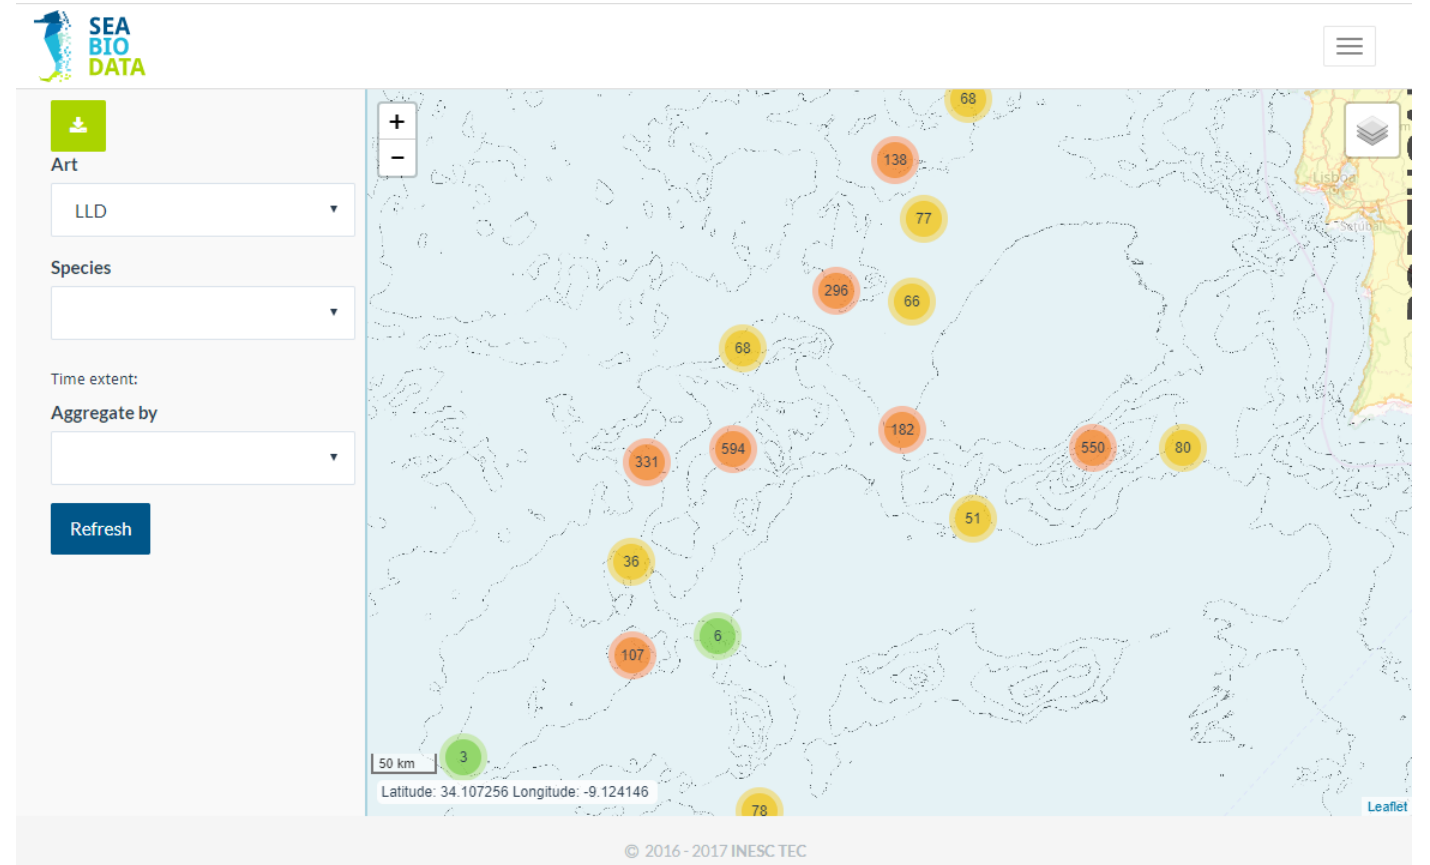 SEA
BIO
DATA
Art
LLD
Species
Time extent:
Aggregate by
Refresh
+
−
68
138
77
296
66
68
182
594
331
550
80
51
36
6
107
3
78
Lisboa
Setúbal
50 km
Latitude: 34.107256 Longitude: -9.124146
Leaflet
© 2016 - 2017 INESC TEC